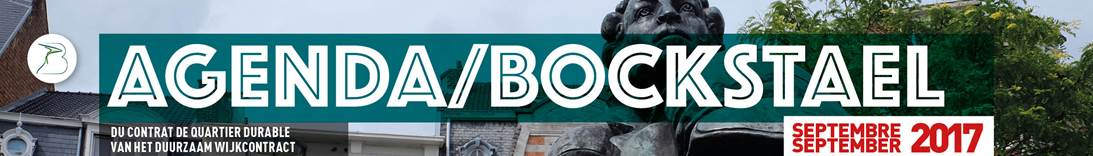 AGENDA/BOCKSTAEL
DU CONTRAT DE QUARTIER DURABLE
VAN HET DUURZAAM WIJKCONTRACT
SEPTEMBRE
SEPTEMBER 2017